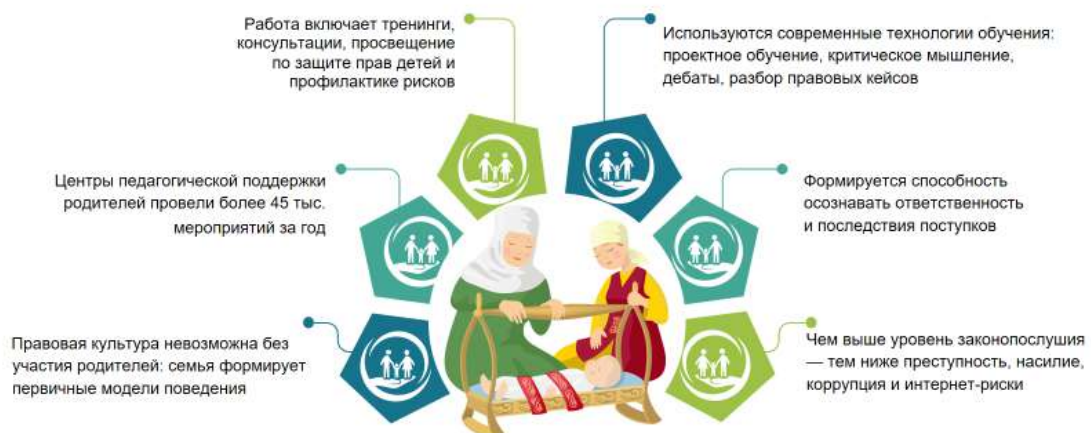 Работа включает тренинги,
консультации, просвещение
по защите прав детей и
профилактике рисков
Используются современные технологии обучения:
проектное обучение, критическое мышление,
дебаты, разбор правовых кейсов
Центры педагогической поддержки
родителей провели более 45 тыс.
мероприятий за год
Формируется способность
осознавать ответственность
и последствия поступков
Правовая культура невозможна без
участия родителей: семья формирует
первичные модели поведения
Чем выше уровень законопослушия
— тем ниже преступность, насилие,
коррупция и интернет-риски